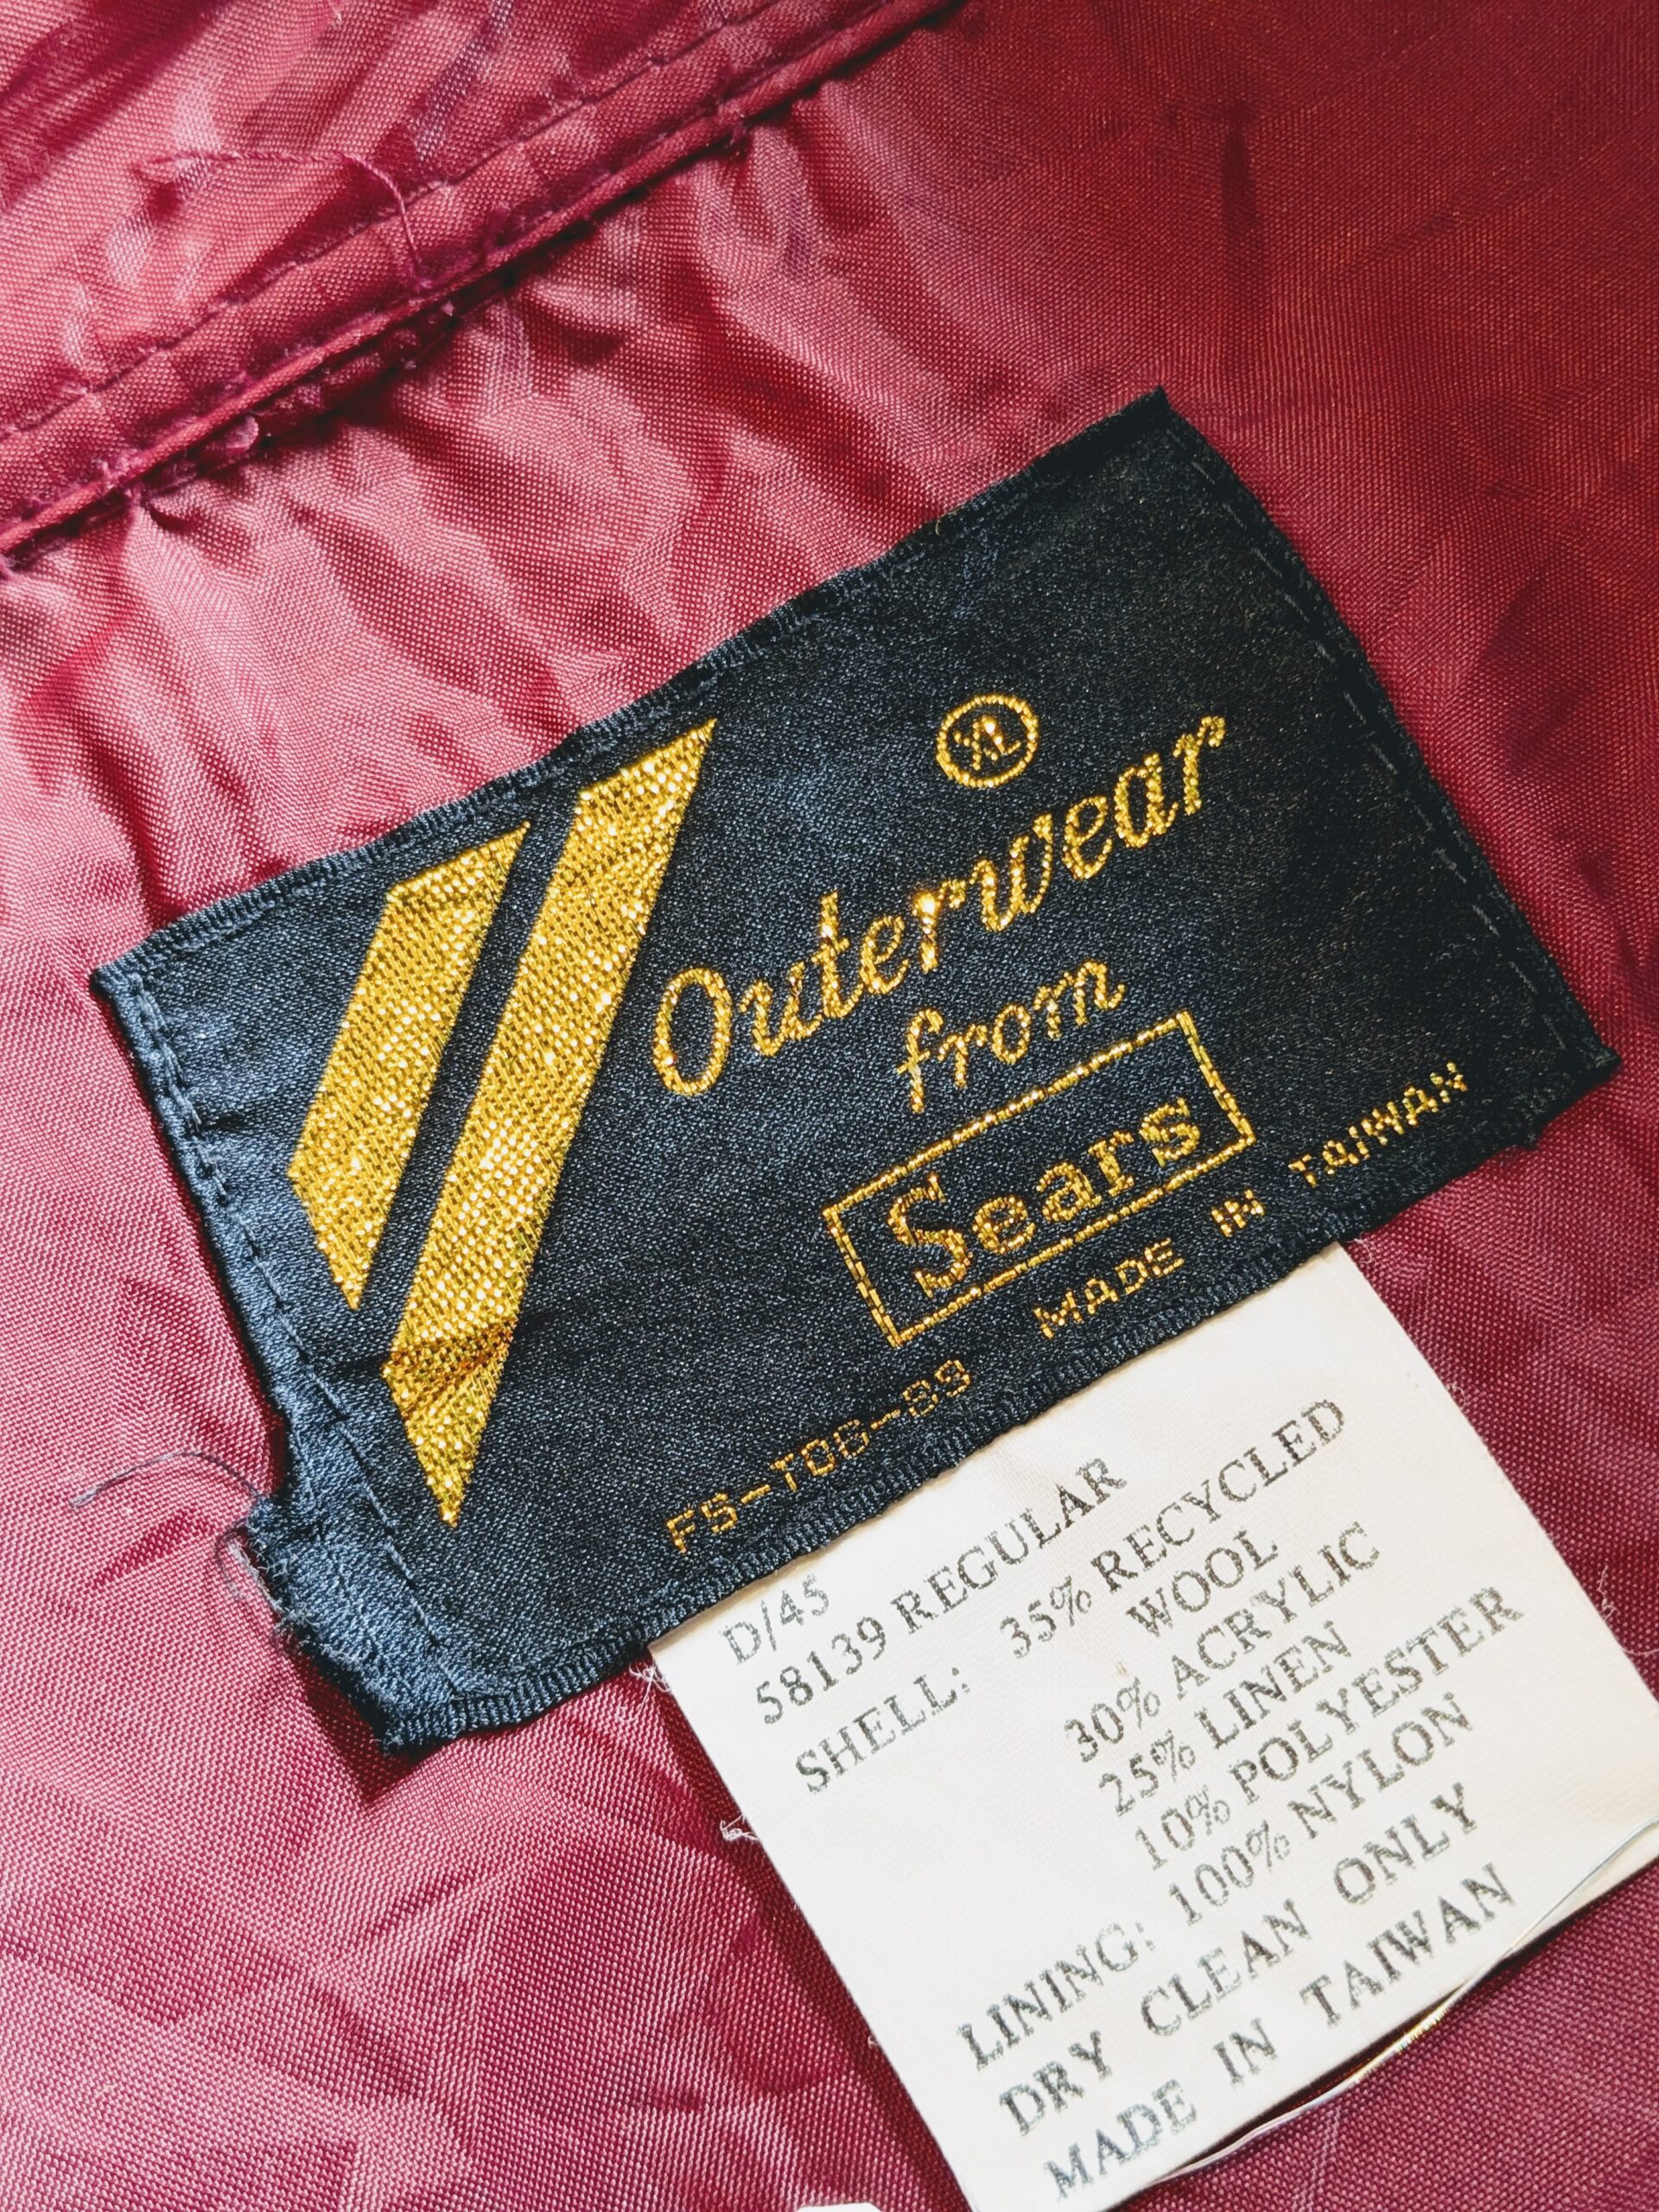 XL
Outerwear
from
Sears
FS-TOG-89 MADE IN TAIWAN
D/45
58139 REGULAR
SHELL: 35% RECYCLED
WOOL
30% ACRYLIC
25% LINEN
10% POLYESTER
LINING: 100% NYLON
DRY CLEAN ONLY
MADE IN TAIWAN